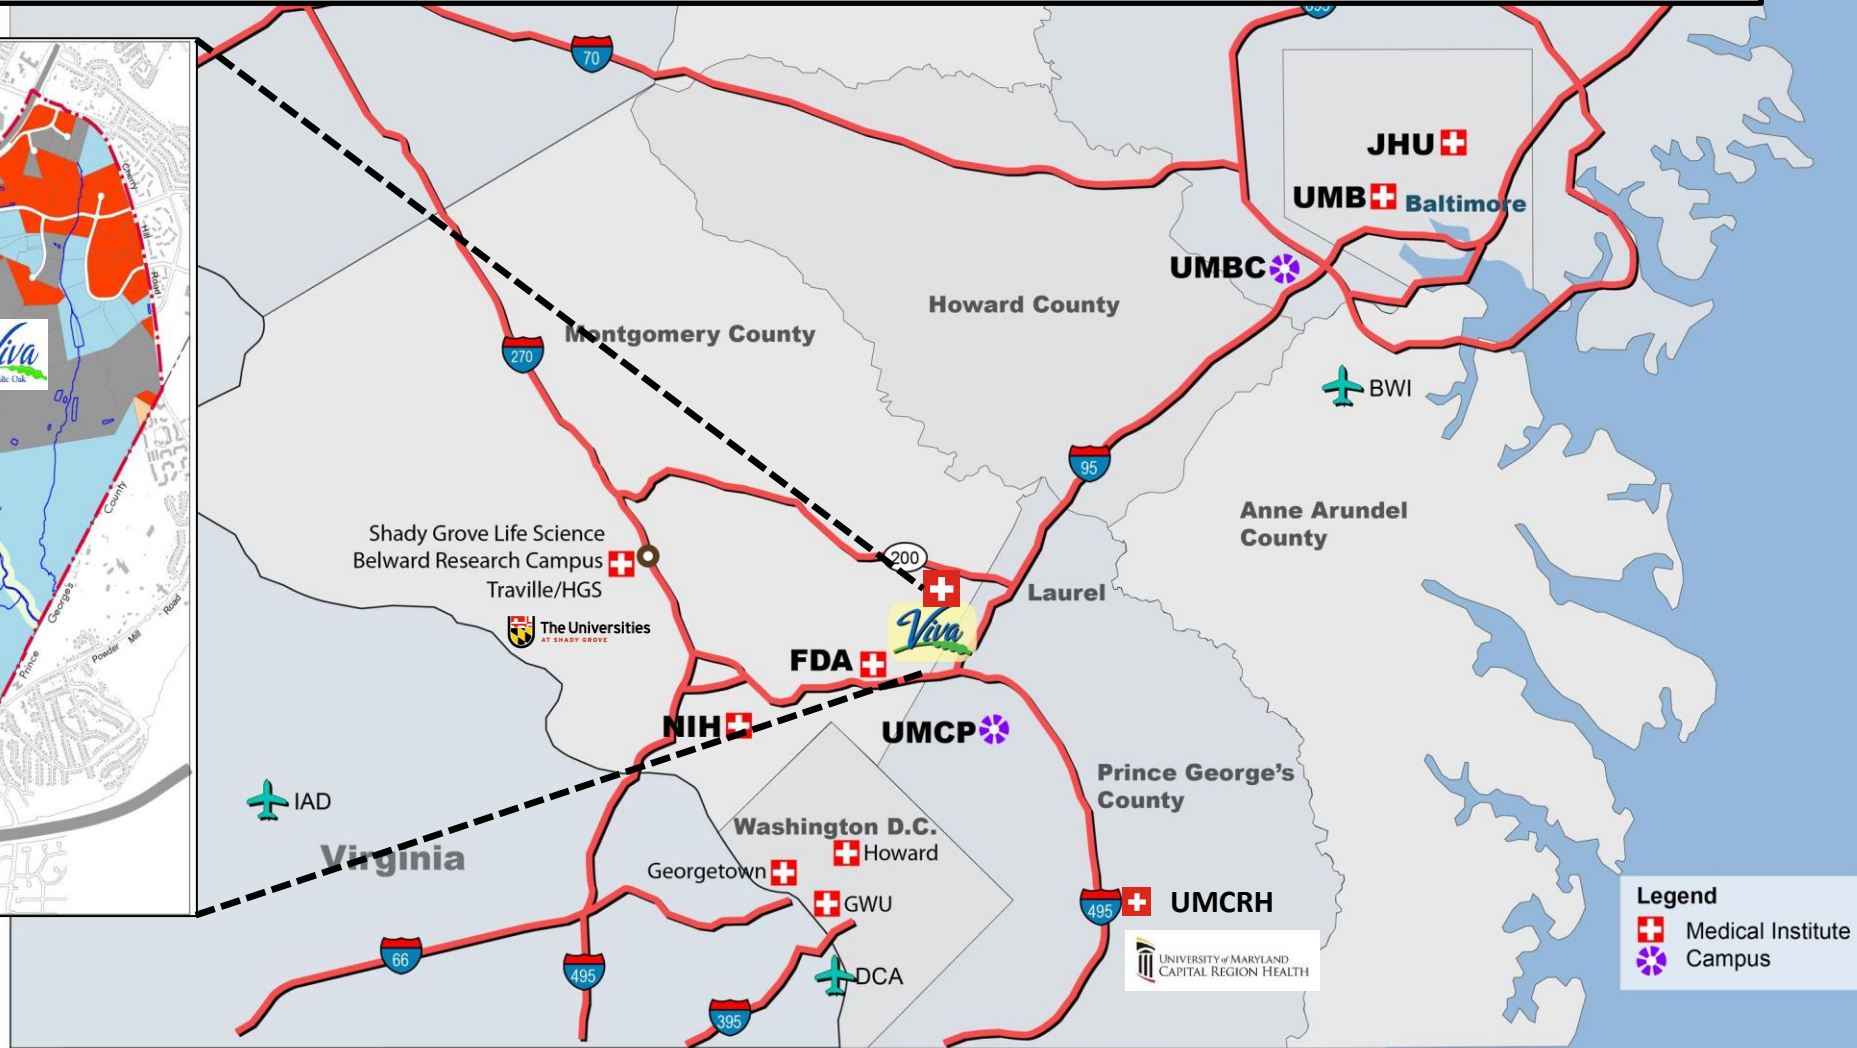 70
JHU
UMB
Baltimore
UMBC
Howard County
Montgomery County
270
BWI
95
Anne Arundel
County
Shady Grove Life Science
Belward Research Campus
Traville/HGS
200
Laurel
The Universities
AT SHADY GROVE
Viva
FDA
NIH
UMCP
Prince George's
County
IAD
Washington D.C.
Howard
Virginia
Georgetown
GWU
495
UMCRH
UNIVERSITY of MARYLAND
CAPITAL REGION HEALTH
66
495
DCA
395
Legend
Medical Institute
Campus
Cherry
Hill
Road
County
George's
Prince
Powder Mill Road